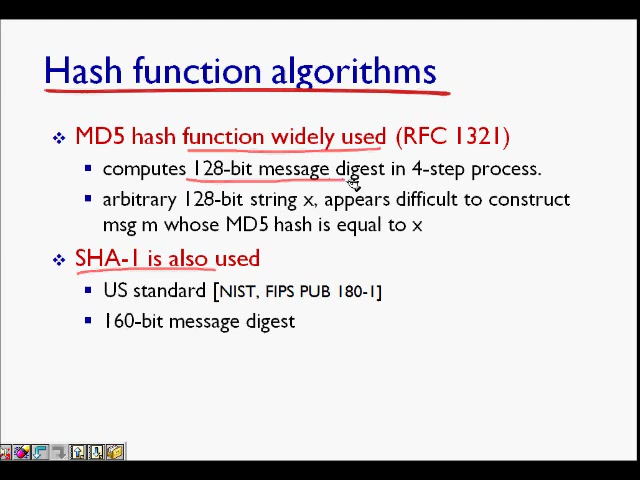 Hash function algorithms
MD5 hash function widely used (RFC 1321)
computes 128-bit message digest in 4-step process.
arbitrary 128-bit string x, appears difficult to construct
msg m whose MD5 hash is equal to x
SHA-1 is also used
US standard [NIST, FIPS PUB 180-1]
160-bit message digest